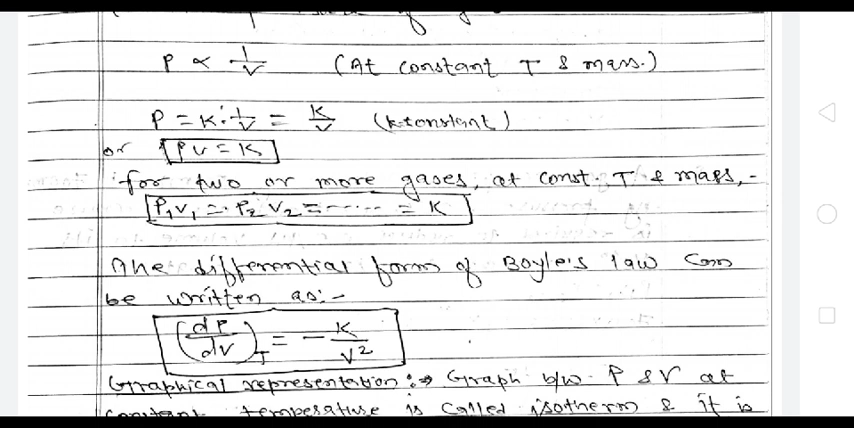 P ∝ 1/V (At constant T & mass.)
P = K·1/V = K/V (k=constant)
or PV = K
for two or more gases, at const. T & mass,-
P₁V₁ = P₂V₂ = ------ = K
The differential form of Boyle's law can
be written as:-
(dP/dV)_T = - K/V²
Graphical representation:→ Graph b/w P & V at
constant temperature is called isotherm & it is